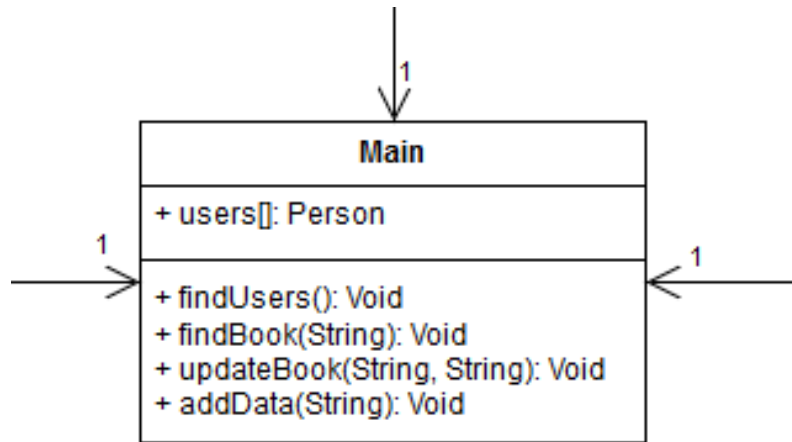 1
Main
+ users[]: Person
1
1
+ findUsers(): Void
+ findBook(String): Void
+ updateBook(String, String): Void
+ addData(String): Void